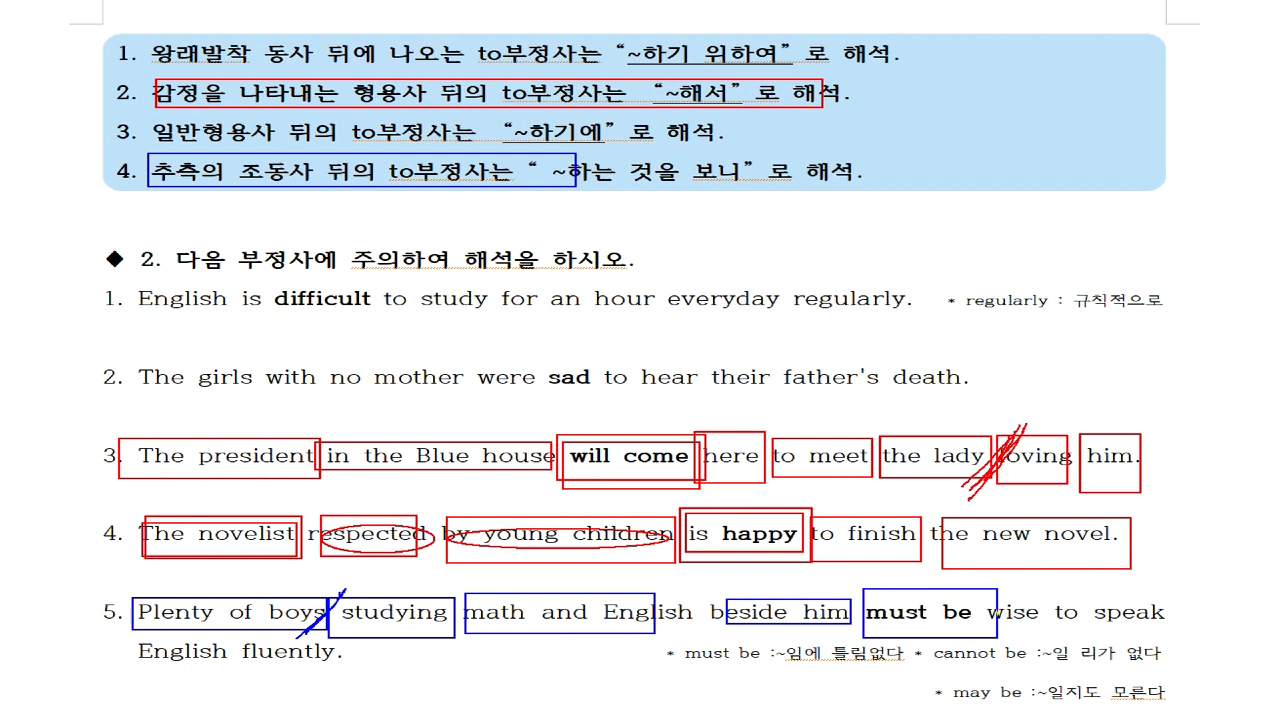 1. 왕래발착 동사 뒤에 나오는 to부정사는 “~하기 위하여” 로 해석.
2. 감정을 나타내는 형용사 뒤의 to부정사는 “~해서” 로 해석.
3. 일반형용사 뒤의 to부정사는 “~하기에” 로 해석.
4. 추측의 조동사 뒤의 to부정사는 “ ~하는 것을 보니” 로 해석.
◆ 2. 다음 부정사에 주의하여 해석을 하시오.
1. English is difficult to study for an hour everyday regularly. * regularly : 규칙적으로
2. The girls with no mother were sad to hear their father's death.
3. The president in the Blue house will come here to meet the lady loving him.
4. The novelist respected by young children is happy to finish the new novel.
5. Plenty of boys studying math and English beside him must be wise to speak
English fluently. * must be :~임에 틀림없다 * cannot be :~일 리가 없다
* may be :~일지도 모른다